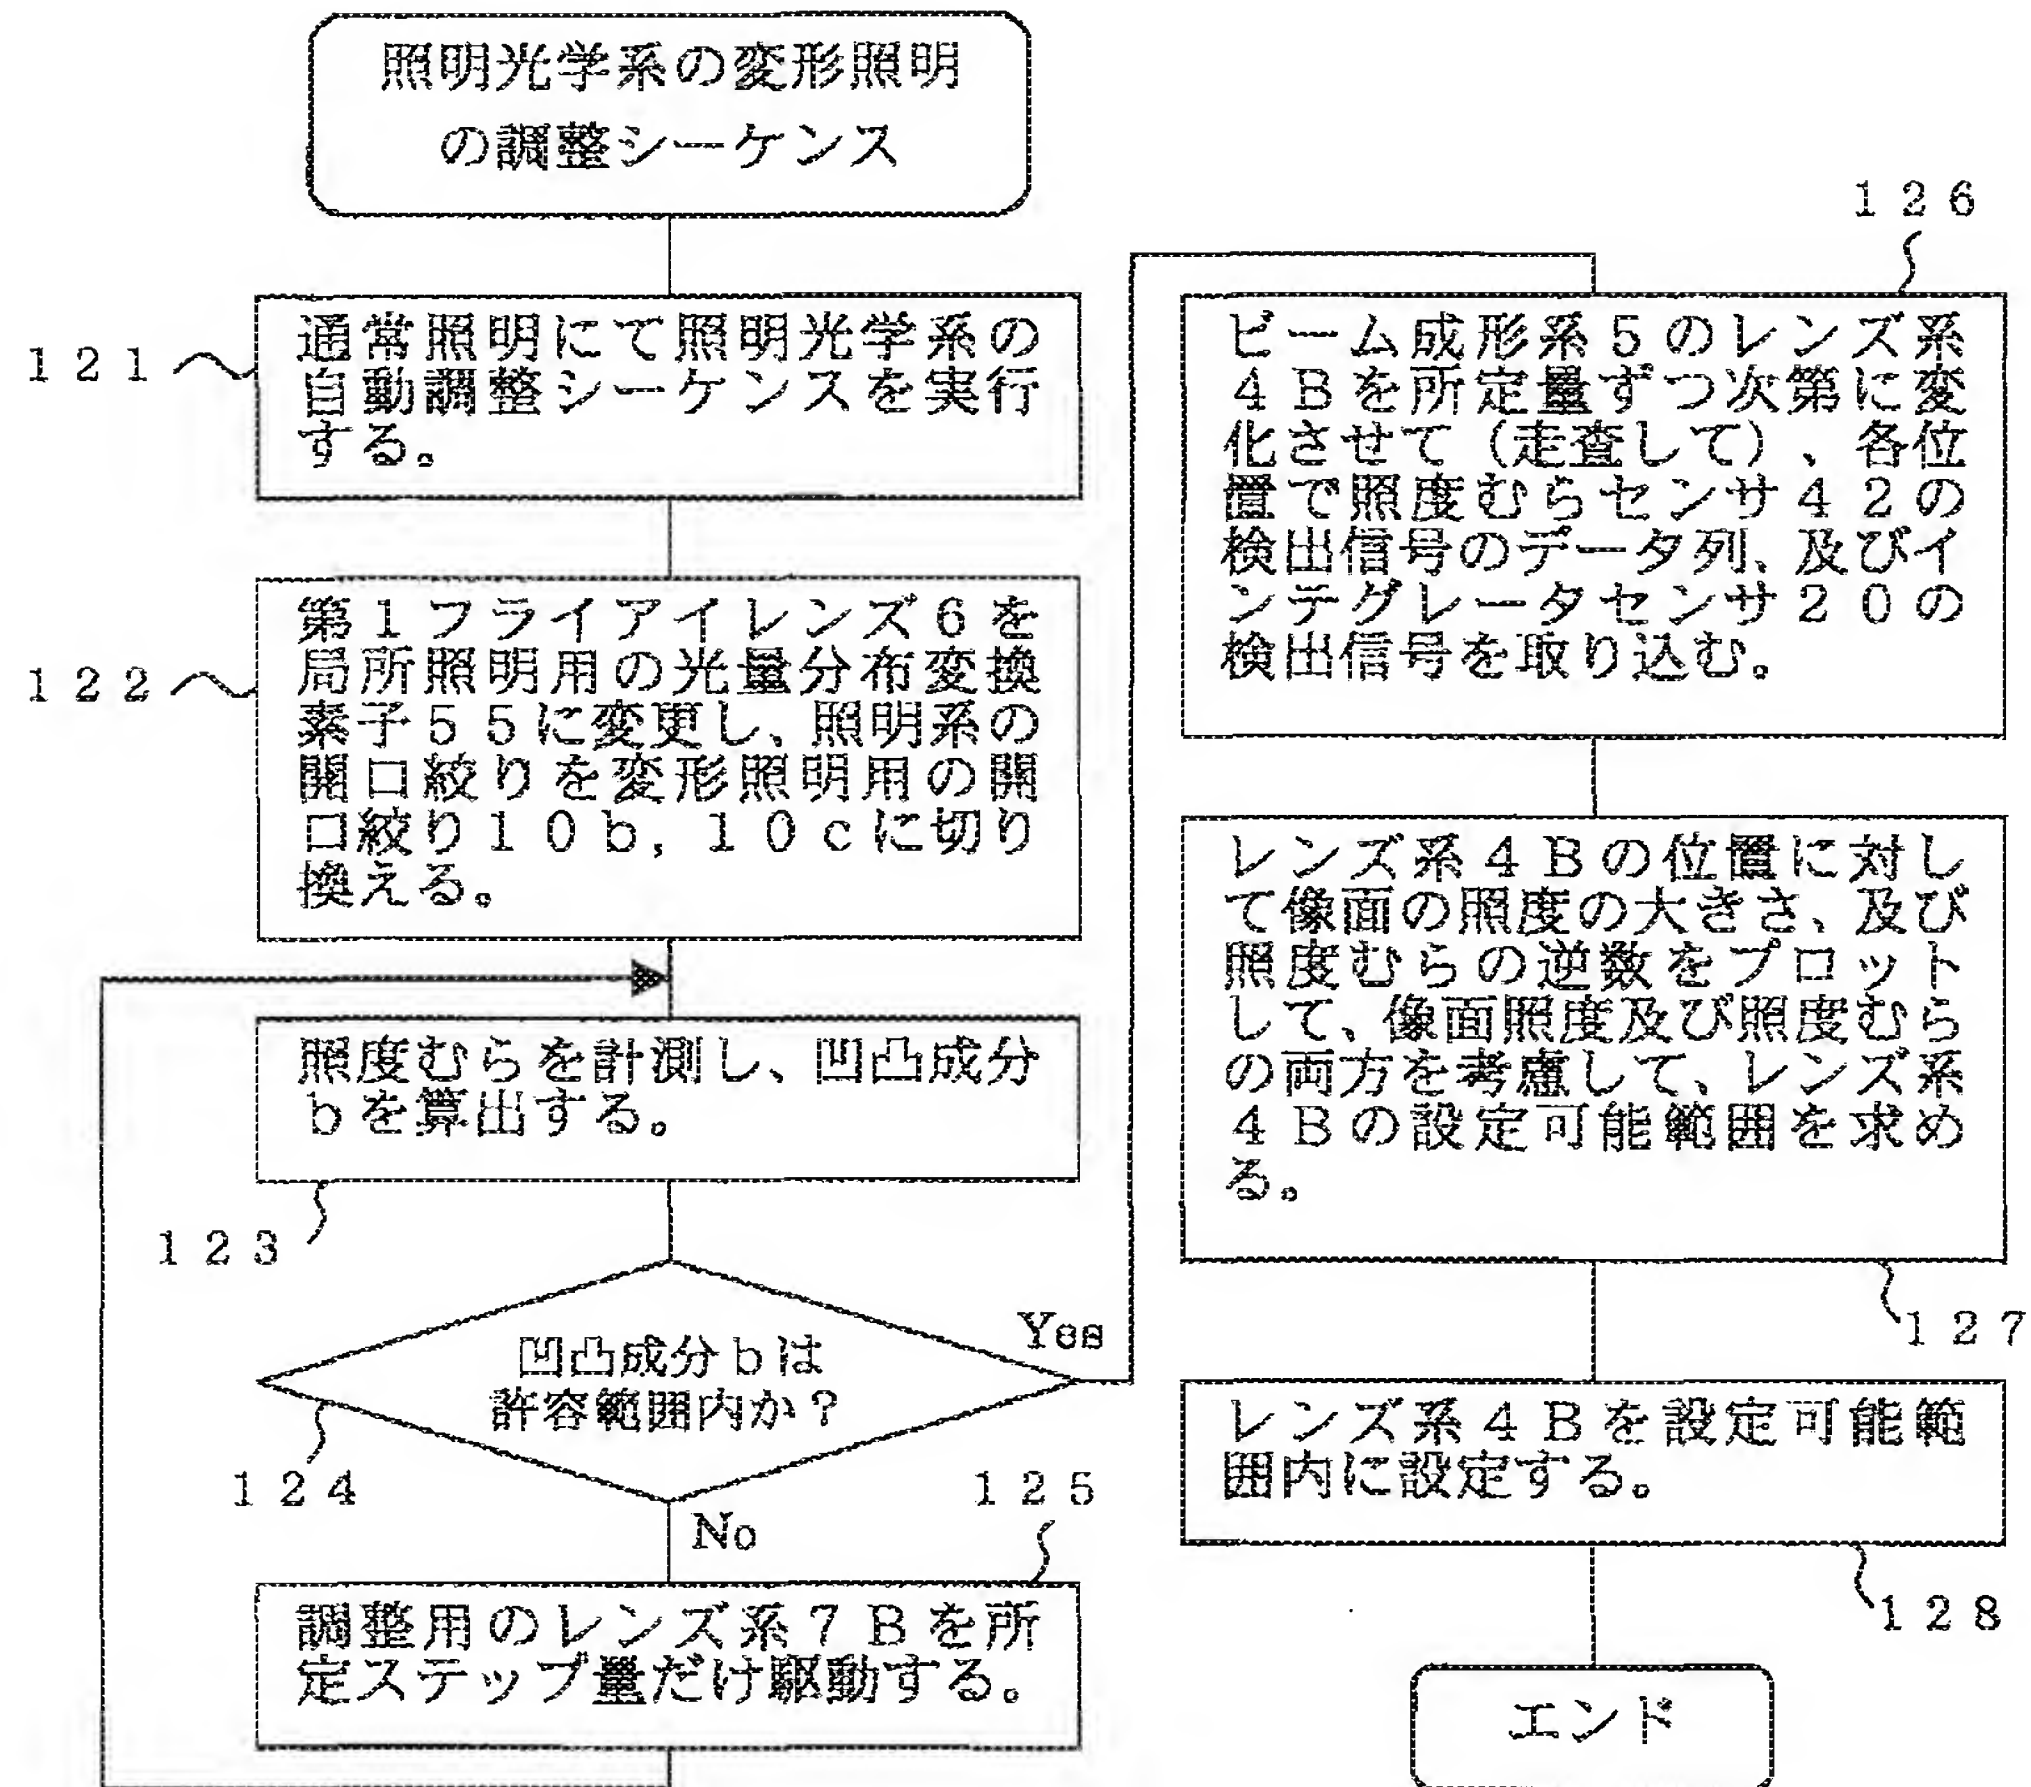 照明光学系の変形照明
の調整シーケンス
121
通常照明にて照明光学系の
自動調整シーケンスを実行
する。
122
第1フライアイレンズ6を
局所照明用の光量分布変換
素子55に変更し、照明系の
開口絞りを変形照明用の開
口絞り10b, 10cに切り
換える。
照度むらを計測し、凹凸成分
bを算出する。
123
凹凸成分bは
許容範囲内か?
Yes
124
No
125
調整用のレンズ系7Bを所
定ステップ量だけ駆動する。
126
ビーム成形系5のレンズ系
4Bを所定量ずつ次第に変
化させて(走査して)、各位
置で照度むらセンサ42の
検出信号のデータ列、及びイ
ンテグレータセンサ20の
検出信号を取り込む。
レンズ系4Bの位置に対し
て像面の照度の大きさ、及び
照度むらの逆数をプロット
して、像面照度及び照度むら
の両方を考慮して、レンズ系
4Bの設定可能範囲を求め
る。
127
レンズ系4Bを設定可能範
囲内に設定する。
128
エンド